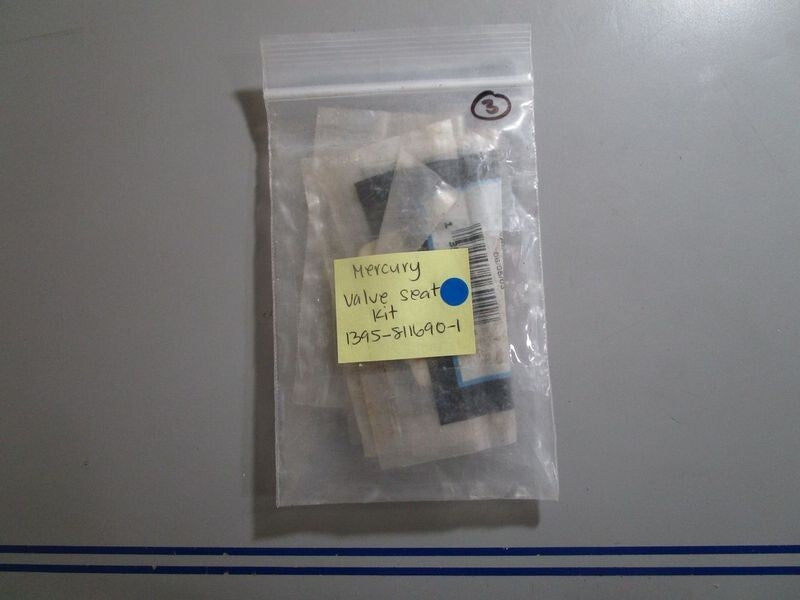 3
Mercury
Valve seat
Kit
1395-811690-1